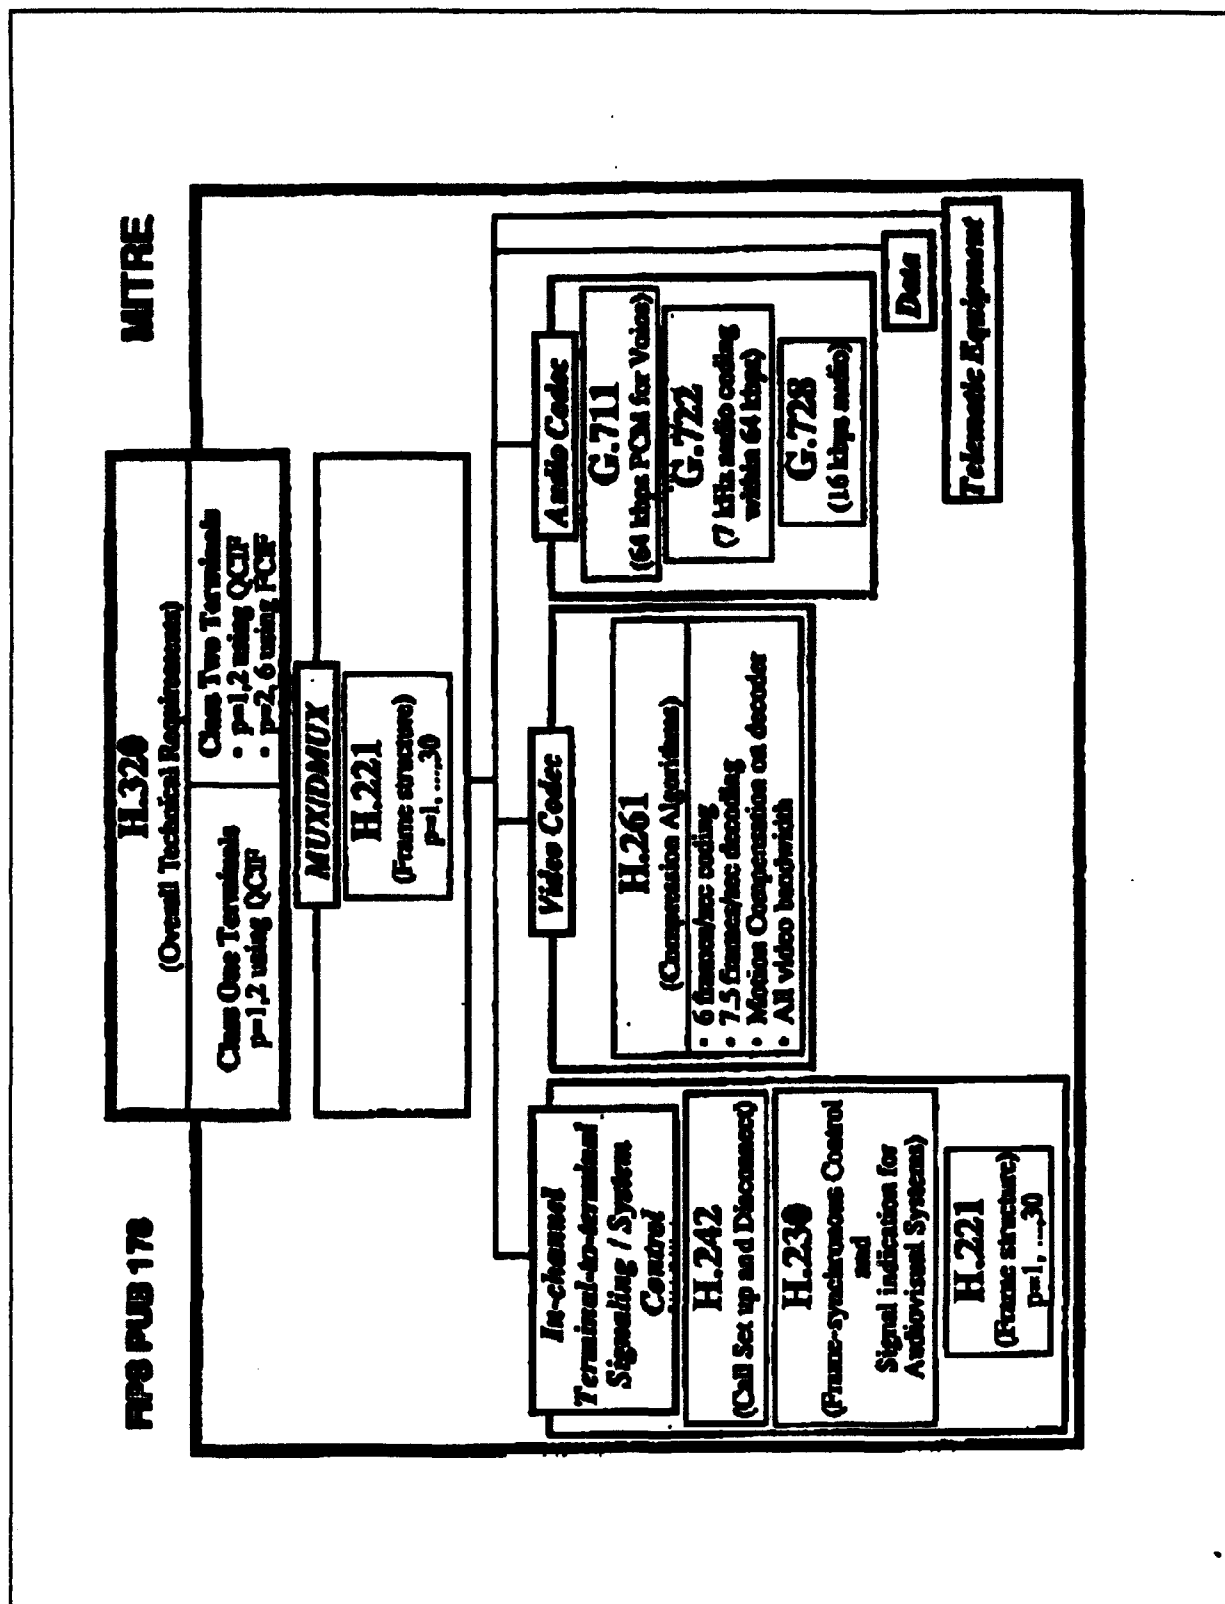 FIPS PUB 178
MITRE
H.320
(Overall Technical Requirements)
Class One Terminals
p=1,2 using QCIF
Class Two Terminals
• p=1,2 using QCIF
• p=2, 6 using FCIF
MUX/DMUX
H.221
(Frame structure)
p=1, ...,30
In-channel
Terminal-to-terminal
Signaling / System
Control
H.242
(Call Set up and Disconnect)
H.230
(Frame-synchronous Control
and
Signal indication for
Audiovisual Systems)
H.221
(Frame structure)
p=1, ...,30
Video Codec
H.261
(Compression Algorithms)
• 6 frames/sec coding
• 7.5 frames/sec decoding
• Motion Compensation on decoder
• All video bandwidth
Audio Codec
G.711
(64 kbps PCM for Voice)
G.722
(7 kHz audio coding
within 64 kbps)
G.728
(16 kbps audio)
Data
Telematic Equipment